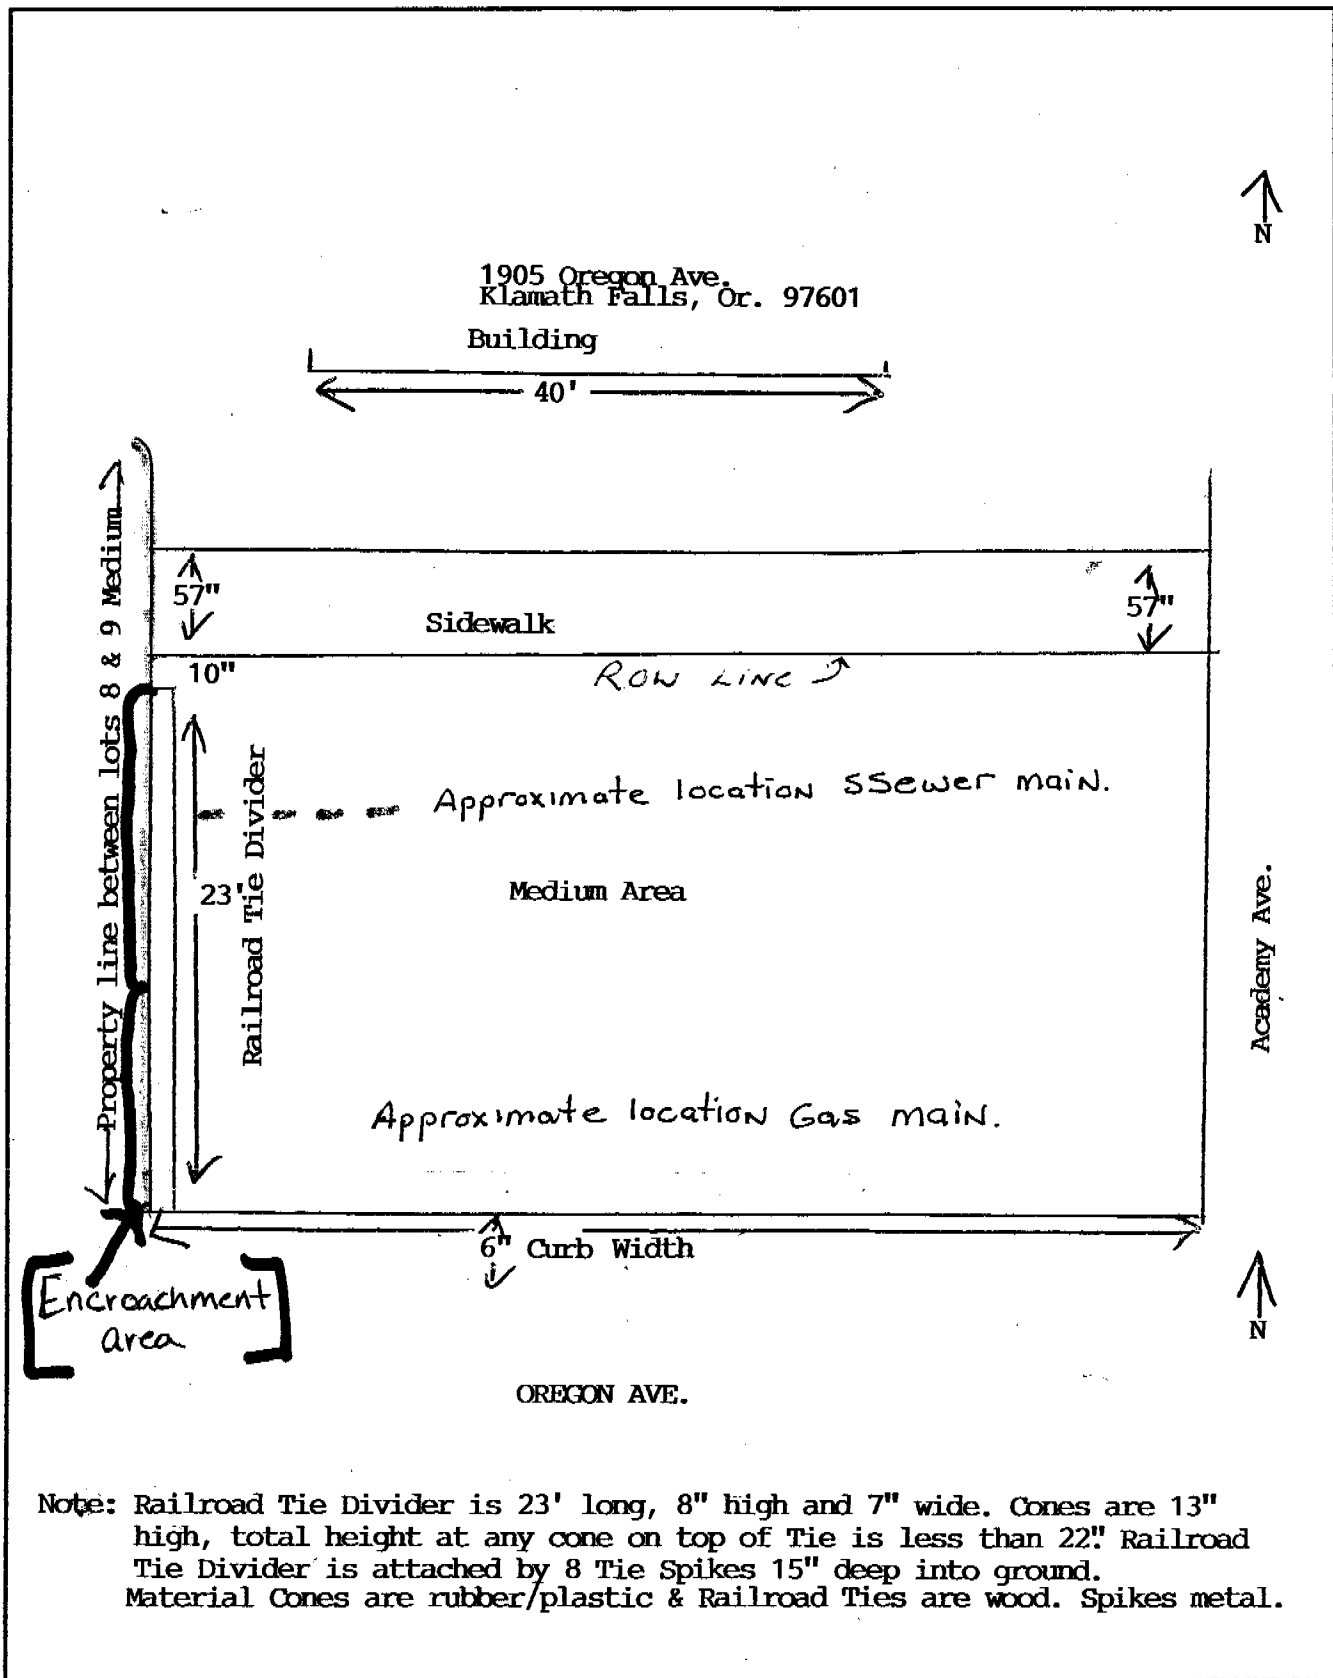 N
1905 Oregon Ave.
Klamath Falls, Or. 97601
Building
40'
Property line between lots 8 & 9 Medium
57"
57"
Sidewalk
10"
ROW LINE
Railroad Tie Divider
Approximate location SSewer main.
23'
Medium Area
Academy Ave.
Approximate location Gas main.
6" Curb Width
Encroachment
area
N
OREGON AVE.
Note: Railroad Tie Divider is 23' long, 8" high and 7" wide. Cones are 13"
high, total height at any cone on top of Tie is less than 22". Railroad
Tie Divider is attached by 8 Tie Spikes 15" deep into ground.
Material Cones are rubber/plastic & Railroad Ties are wood. Spikes metal.